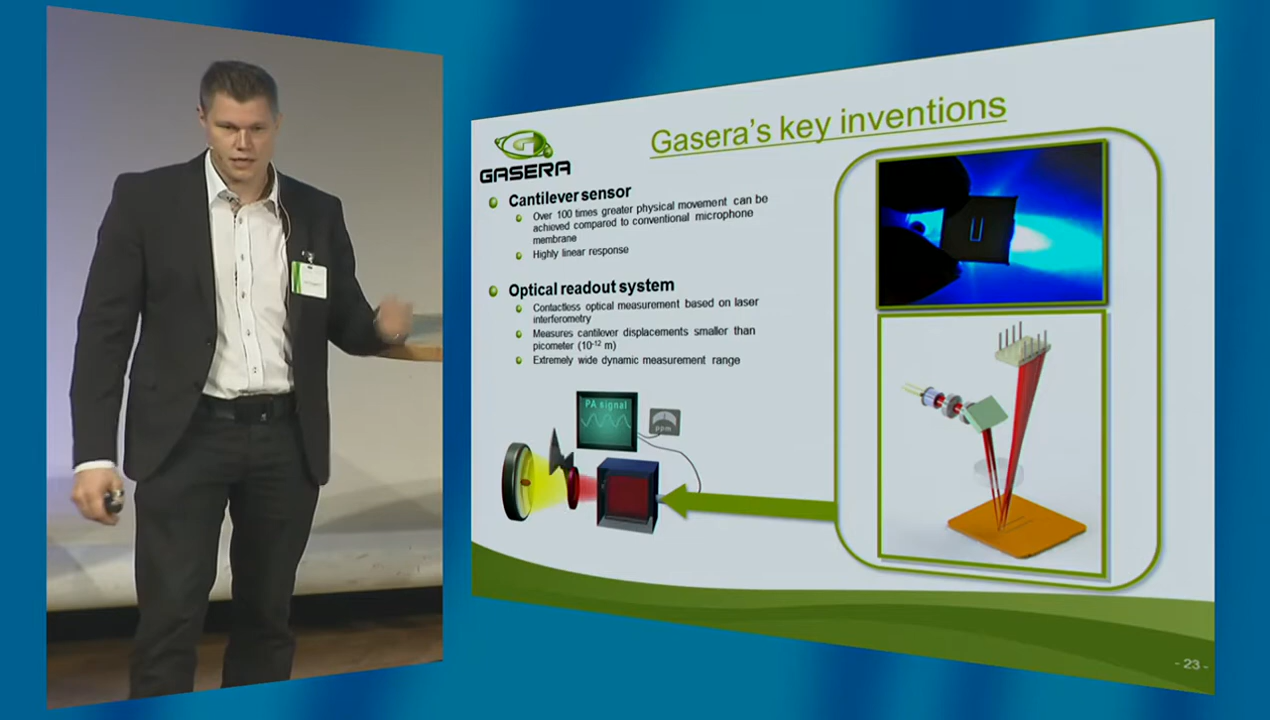 Gasera's key inventions
G
GASERA
Cantilever sensor
Over 100 times greater physical movement can be
achieved compared to conventional microphone
membrane
Highly linear response
Optical readout system
Contactless optical measurement based on laser
interferometry
Measures cantilever displacements smaller than
picometer (10⁻¹² m)
Extremely wide dynamic measurement range
PA signal
ppm
- 23 -